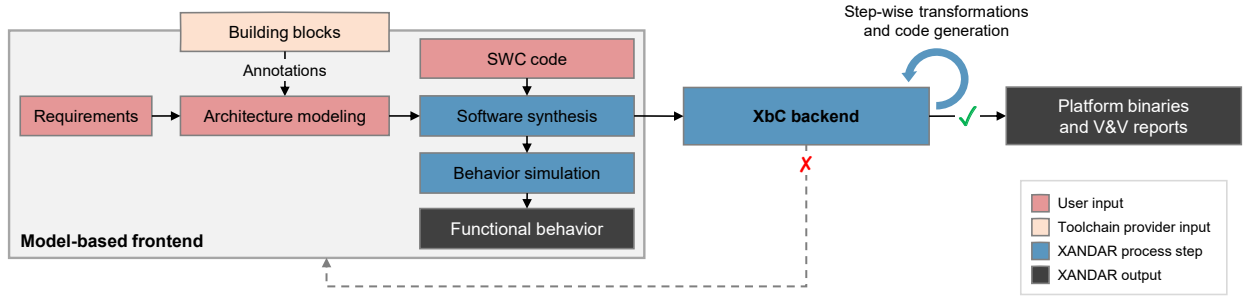 Step-wise transformations
and code generation
Building blocks
Annotations
SWC code
Requirements
Architecture modeling
Software synthesis
XbC backend
✓
Platform binaries
and V&V reports
Behavior simulation
✗
Functional behavior
Model-based frontend
User input
Toolchain provider input
XANDAR process step
XANDAR output